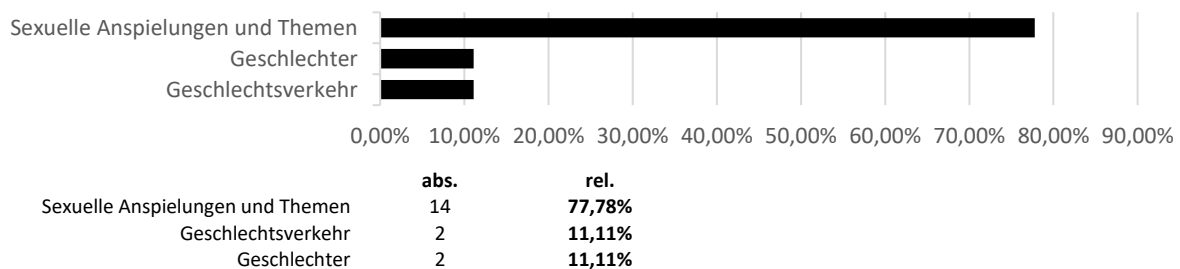 Sexuelle Anspielungen und Themen
Geschlechter
Geschlechtsverkehr
0,00% 10,00% 20,00% 30,00% 40,00% 50,00% 60,00% 70,00% 80,00% 90,00%
abs. rel.
Sexuelle Anspielungen und Themen 14 77,78%
Geschlechtsverkehr 2 11,11%
Geschlechter 2 11,11%